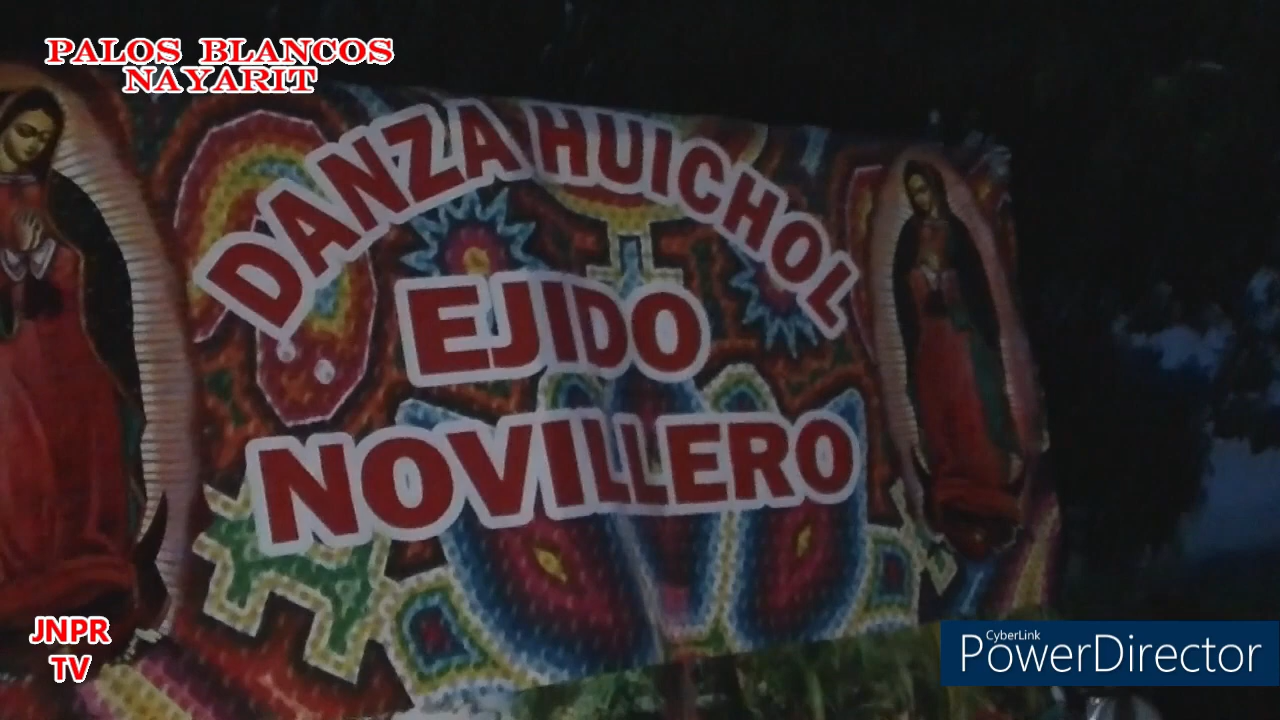 PALOS BLANCOS
NAYARIT
DANZA HUICHOL
EJIDO
NOVILLERO
JNPR
TV
CyberLink
PowerDirector